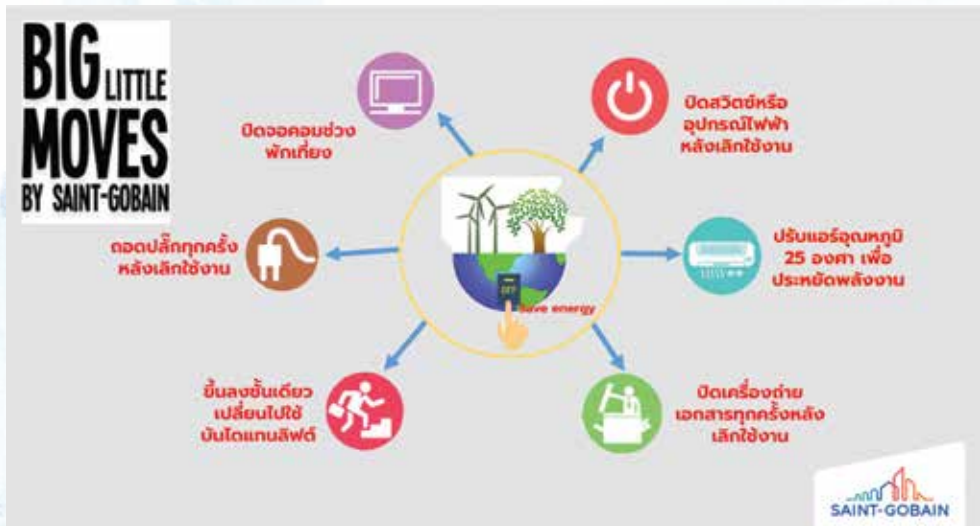 BIG LITTLE
MOVES
BY SAINT-GOBAIN
ปิดจอคอมช่วง
พักเที่ยง
ปิดสวิตช์หรือ
อุปกรณ์ไฟฟ้า
หลังเลิกใช้งาน
ถอดปลั๊กทุกครั้ง
หลังเลิกใช้งาน
OFF
Save energy
ปรับแอร์อุณหภูมิ
25 องศา เพื่อ
ประหยัดพลังงาน
ขึ้นลงชั้นเดียว
เปลี่ยนไปใช้
บันไดแทนลิฟต์
ปิดเครื่องถ่าย
เอกสารทุกครั้งหลัง
เลิกใช้งาน
SAINT-GOBAIN